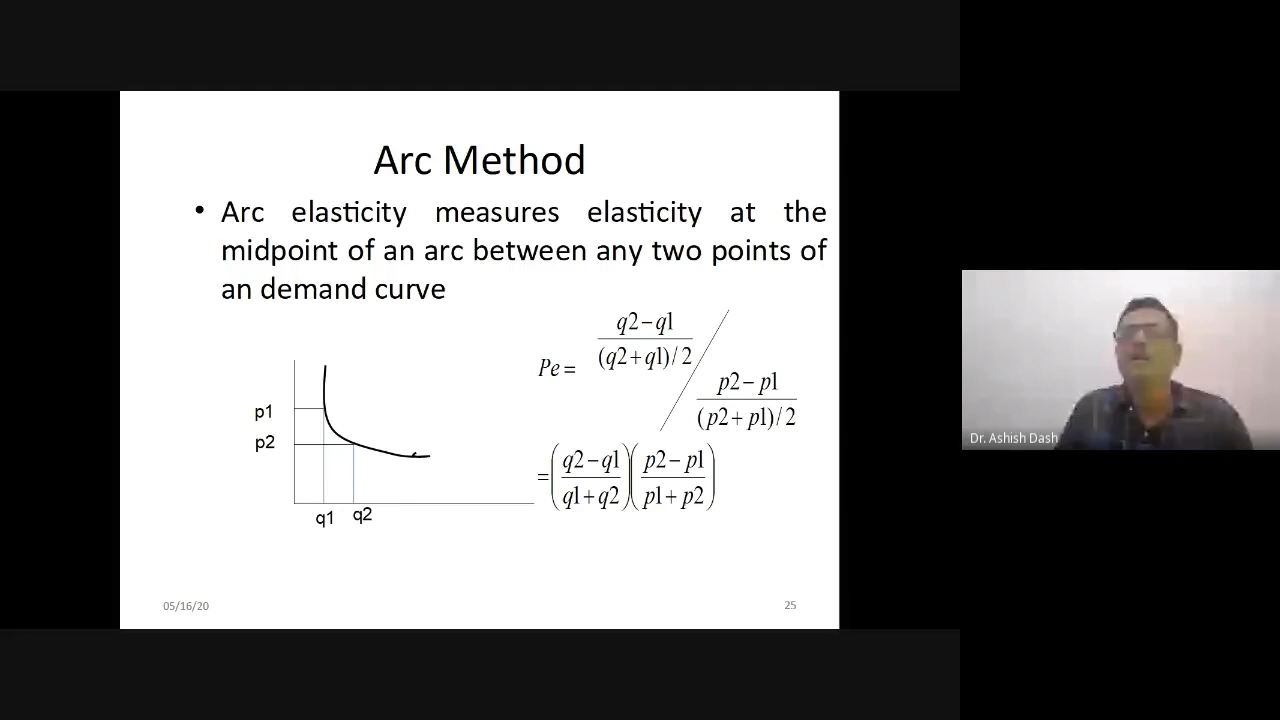 Arc Method
• Arc elasticity measures elasticity at the
midpoint of an arc between any two points of
an demand curve
Pe = q2 − q1 / (q2 + q1) / 2 / p2 − p1 / (p2 + p1) / 2
= (q2 − q1 / q1 + q2) (p2 − p1 / p1 + p2)
p1
p2
q1 q2
05/16/20
25
Dr. Ashish Dash